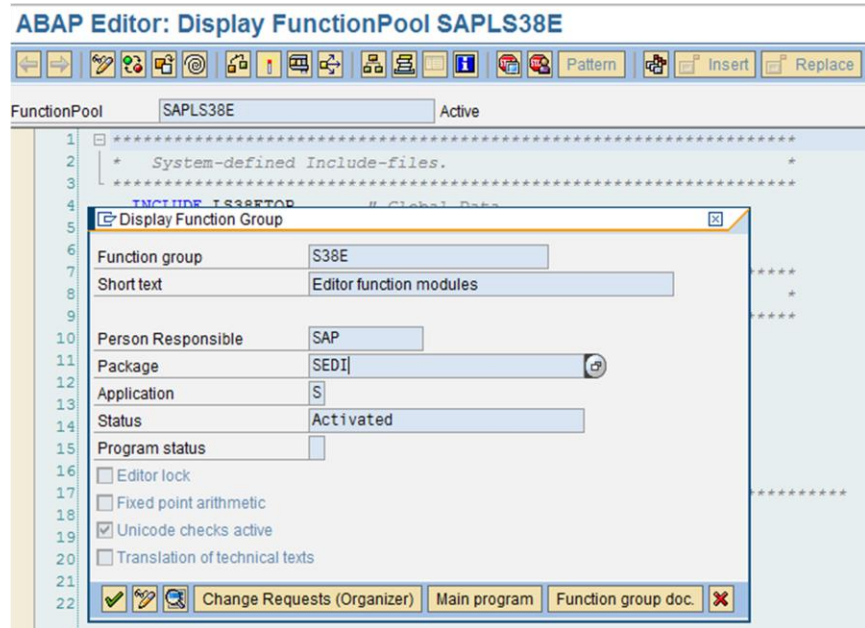 ABAP Editor: Display FunctionPool SAPLS38E
Pattern Insert Replace
FunctionPool SAPLS38E Active
1 *******************************************************************
2 * System-defined Include-files. *
3 *******************************************************************
4 INCLUDE LS38ETOP. " Global Data
5
Display Function Group
6
Function group S38E
7 *****
Short text Editor function modules
8 *
9 *****
10
Person Responsible SAP
11
Package SEDI
12
Application S
13
14
Status Activated
15
Program status
16
Editor lock
17 **********
Fixed point arithmetic
18
19
Unicode checks active
20
Translation of technical texts
21
22
Change Requests (Organizer) Main program Function group doc.